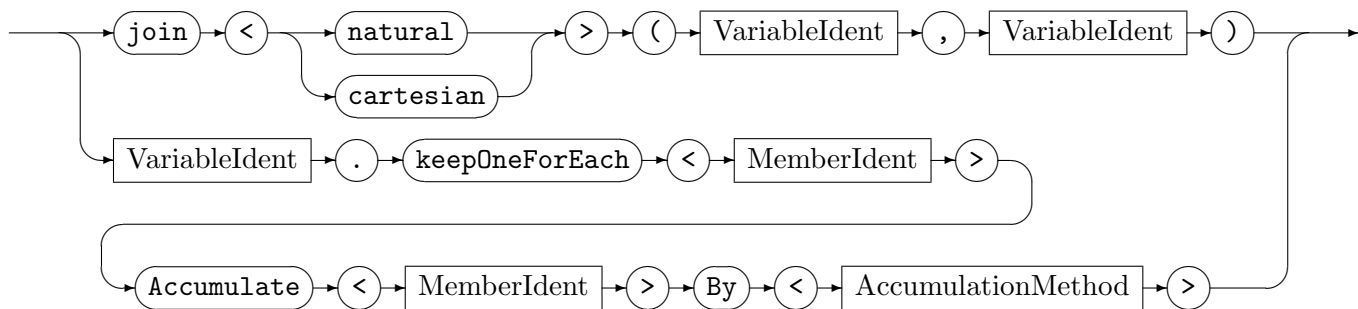 join < natural > ( VariableIdent , VariableIdent )
cartesian
VariableIdent . keepOneForEach < MemberIdent >
Accumulate < MemberIdent > By < AccumulationMethod >